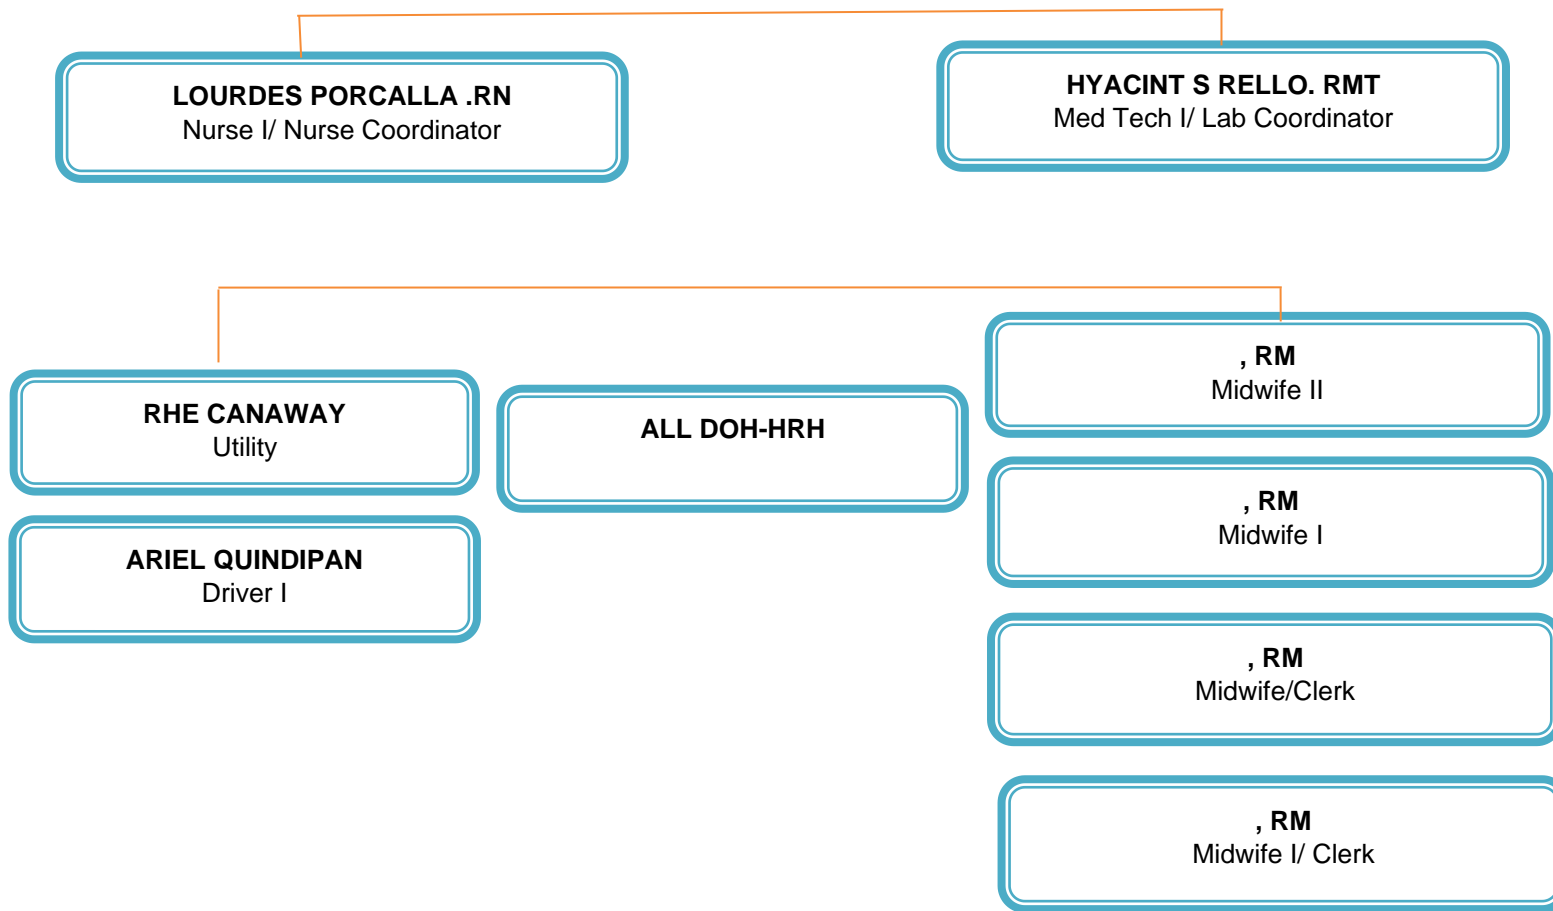 LOURDES PORCALLA .RN
Nurse I/ Nurse Coordinator
HYACINT S RELLO. RMT
Med Tech I/ Lab Coordinator
RHE CANAWAY
Utility
ARIEL QUINDIPAN
Driver I
ALL DOH-HRH
, RM
Midwife II
, RM
Midwife I
, RM
Midwife/Clerk
, RM
Midwife I/ Clerk